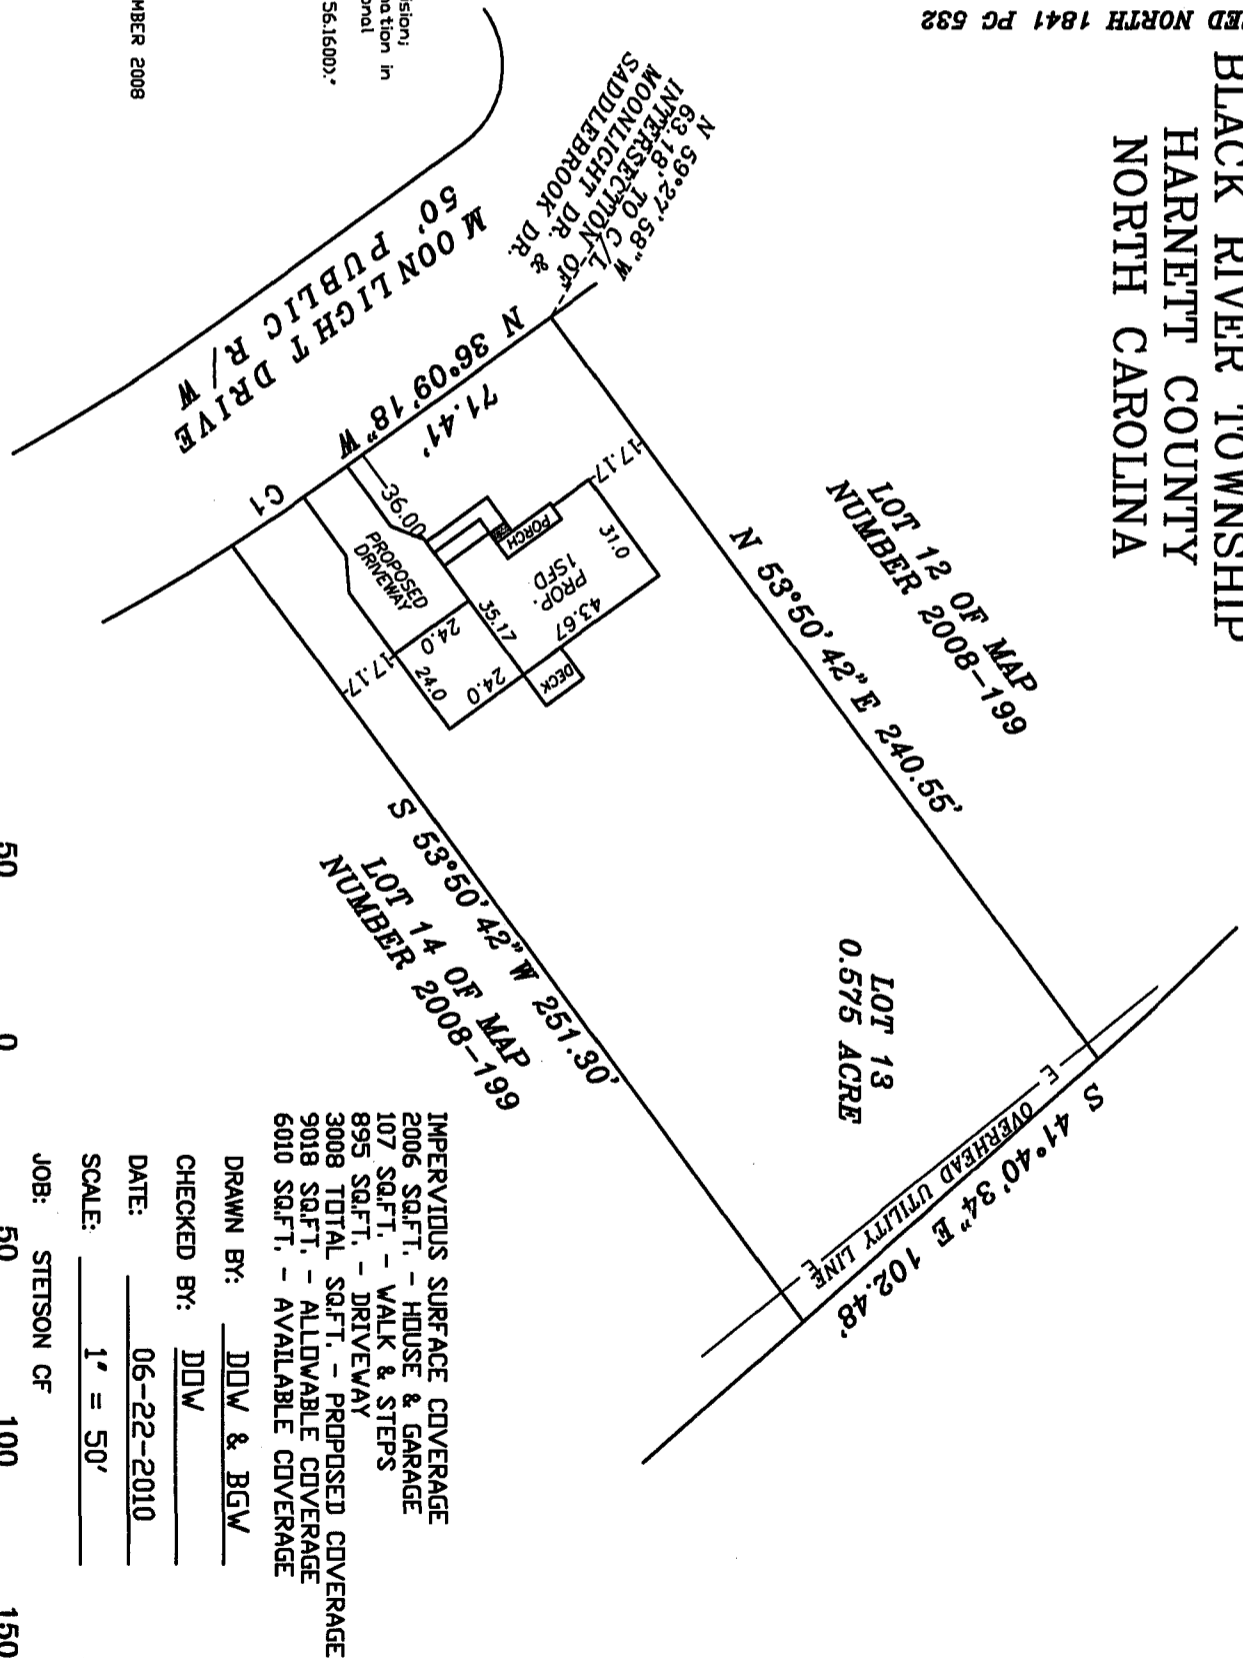 BLACK RIVER TOWNSHIP
HARNETT COUNTY
NORTH CAROLINA
NORTH 1841 PG 532
N 59°27'58" W
63.18' TO C/L
INTERSECTION OF
MOONLIGHT DR. &
SADDLEBROOK DR.
56.1600)."
2008
MOONLIGHT DRIVE
50' PUBLIC R/W
N 36°09'18" W
71.41'
C1
LOT 12 OF MAP
NUMBER 2008-199
N 53°50'42" E 240.55'
17.17
31.0
PORCH
PROP.
1SFD
43.67
36.00
PROPOSED
DRIVEWAY
35.17
24.0
24.0
24.0
DECK
17.17
S 53°50'42" W 251.30'
LOT 14 OF MAP
NUMBER 2008-199
LOT 13
0.575 ACRE
E
OVERHEAD UTILITY LINE
E
S 41°40'34" E 102.48'
IMPERVIOUS SURFACE COVERAGE
2006 SQ.FT. - HOUSE & GARAGE
107 SQ.FT. - WALK & STEPS
895 SQ.FT. - DRIVEWAY
3008 TOTAL SQ.FT. - PROPOSED COVERAGE
9018 SQ.FT. - ALLOWABLE COVERAGE
6010 SQ.FT. - AVAILABLE COVERAGE
DRAWN BY: DDW & BGW
CHECKED BY: DDW
DATE: 06-22-2010
SCALE: 1" = 50'
JOB: STETSON CF
50 0 50 100 150